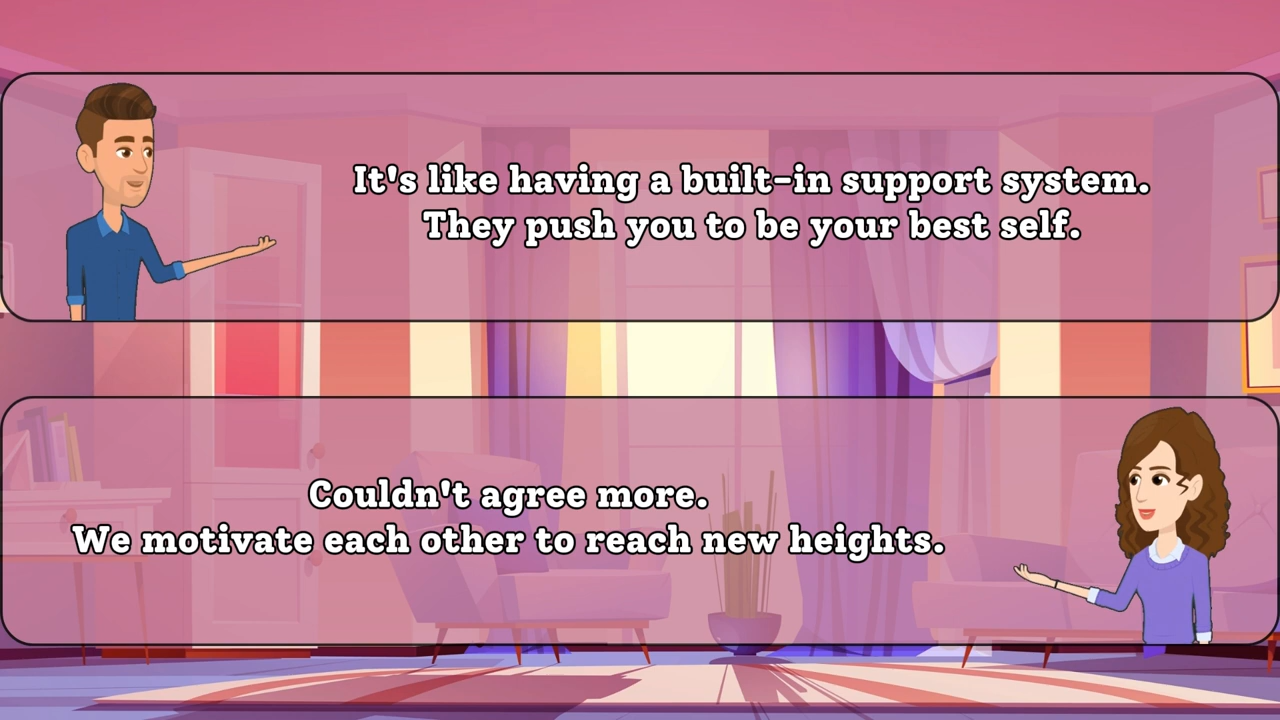 It's like having a built-in support system.
They push you to be your best self.
Couldn't agree more.
We motivate each other to reach new heights.